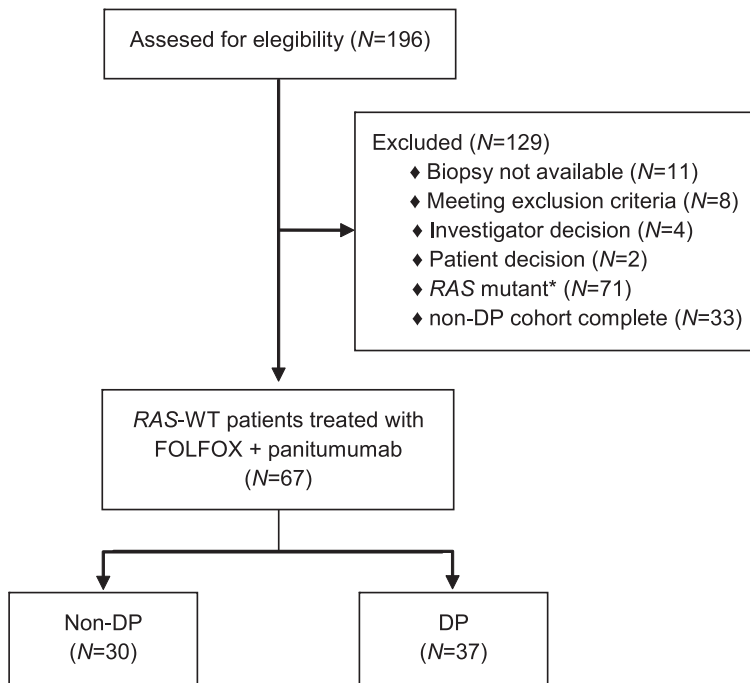 Assesed for elegibility (N=196)
Excluded (N=129)
♦ Biopsy not available (N=11)
♦ Meeting exclusion criteria (N=8)
♦ Investigator decision (N=4)
♦ Patient decision (N=2)
♦ RAS mutant* (N=71)
♦ non-DP cohort complete (N=33)
RAS-WT patients treated with
FOLFOX + panitumumab
(N=67)
Non-DP
(N=30)
DP
(N=37)